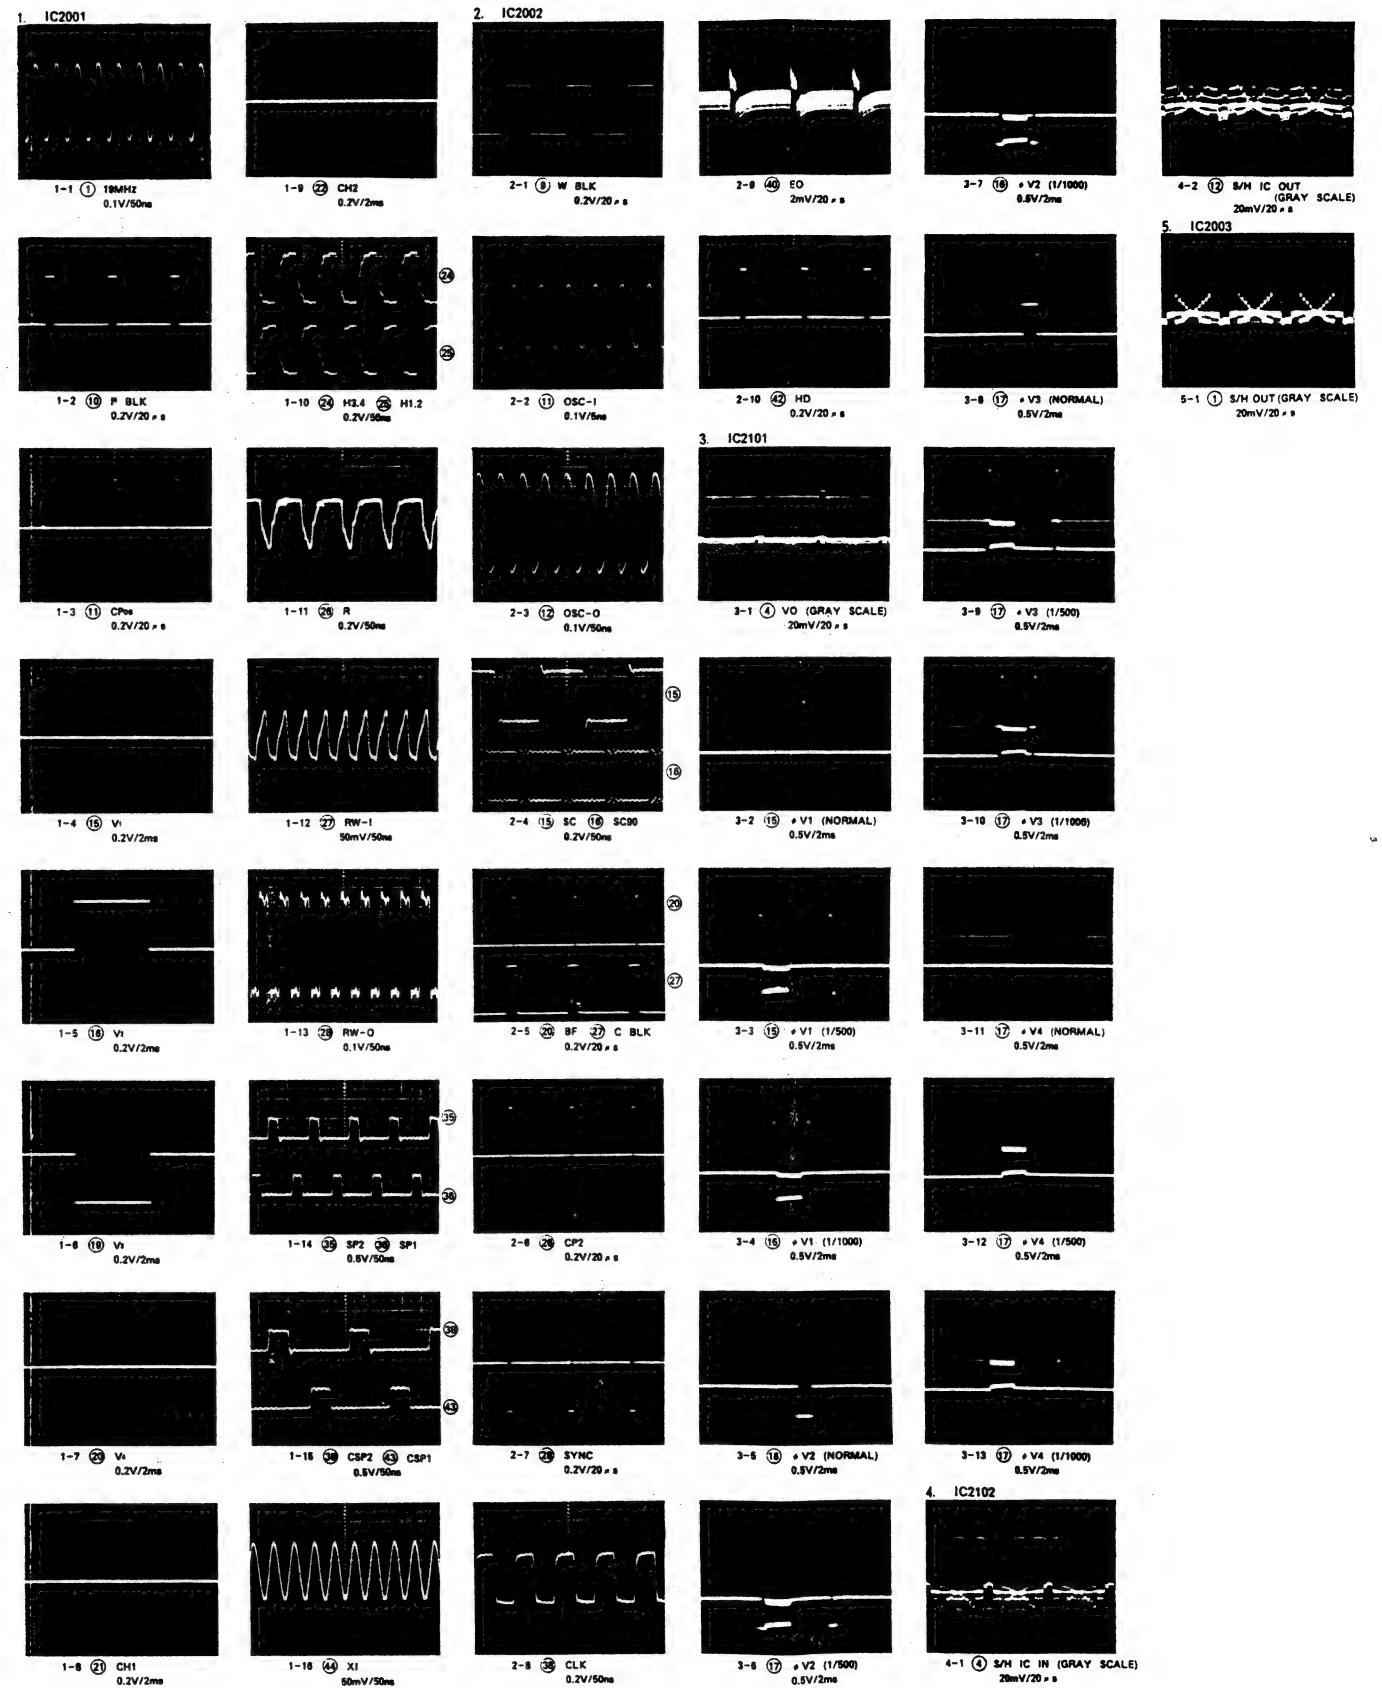 1. IC2001
1-1 ① 19MHz
0.1V/50ns
1-2 ⑩ P BLK
0.2V/20μs
1-3 ⑪ CPos
0.2V/20μs
1-4 ⑮ V1
0.2V/2ms
1-5 ⑱ V2
0.2V/2ms
1-6 ⑲ V3
0.2V/2ms
1-7 ⑳ V4
0.2V/2ms
1-8 ㉑ CH1
0.2V/2ms
1-9 ㉒ CH2
0.2V/2ms
㉔
㉕
1-10 ㉔ H3.4 ㉕ H1.2
0.2V/50ns
1-11 ㉖ R
0.2V/50ns
1-12 ㉗ RW-I
50mV/50ns
1-13 ㉘ RW-O
0.1V/50ns
㉟
㊱
1-14 ㉟ SP2 ㊱ SP1
0.5V/50ns
㊳
㊸
1-15 ㊳ CSP2 ㊸ CSP1
0.5V/50ns
1-16 ㊹ XI
50mV/50ns
2. IC2002
2-1 ⑨ W BLK
0.2V/20μs
2-2 ⑪ OSC-I
0.1V/5ns
2-3 ⑫ OSC-O
0.1V/50ns
⑮
⑯
2-4 ⑮ SC ⑯ SC90
0.2V/50ns
⑳
㉗
2-5 ⑳ BF ㉗ C BLK
0.2V/20μs
2-6 ㉖ CP2
0.2V/20μs
2-7 SYNC
0.2V/20μs
2-8 CLK
0.2V/50ns
2-9 ㊵ EO
2mV/20μs
2-10 ㊷ HD
0.2V/20μs
3. IC2101
3-1 ④ VO (GRAY SCALE)
20mV/20μs
3-2 ⑮ φV1 (NORMAL)
0.5V/2ms
3-3 ⑮ φV1 (1/500)
0.5V/2ms
3-4 ⑮ φV1 (1/1000)
0.5V/2ms
3-5 ⑯ φV2 (NORMAL)
0.5V/2ms
3-6 ⑰ φV2 (1/500)
0.5V/2ms
3-7 ⑯ φV2 (1/1000)
0.5V/2ms
3-8 ⑰ φV3 (NORMAL)
0.5V/2ms
3-9 ⑰ φV3 (1/500)
0.5V/2ms
3-10 ⑰ φV3 (1/1000)
0.5V/2ms
3-11 ⑰ φV4 (NORMAL)
0.5V/2ms
3-12 ⑰ φV4 (1/500)
0.5V/2ms
3-13 ⑰ φV4 (1/1000)
0.5V/2ms
4. IC2102
4-1 ④ S/H IC IN (GRAY SCALE)
20mV/20μs
4-2 ⑫ S/H IC OUT
(GRAY SCALE)
20mV/20μs
5. IC2003
5-1 ① S/H OUT (GRAY SCALE)
20mV/20μs